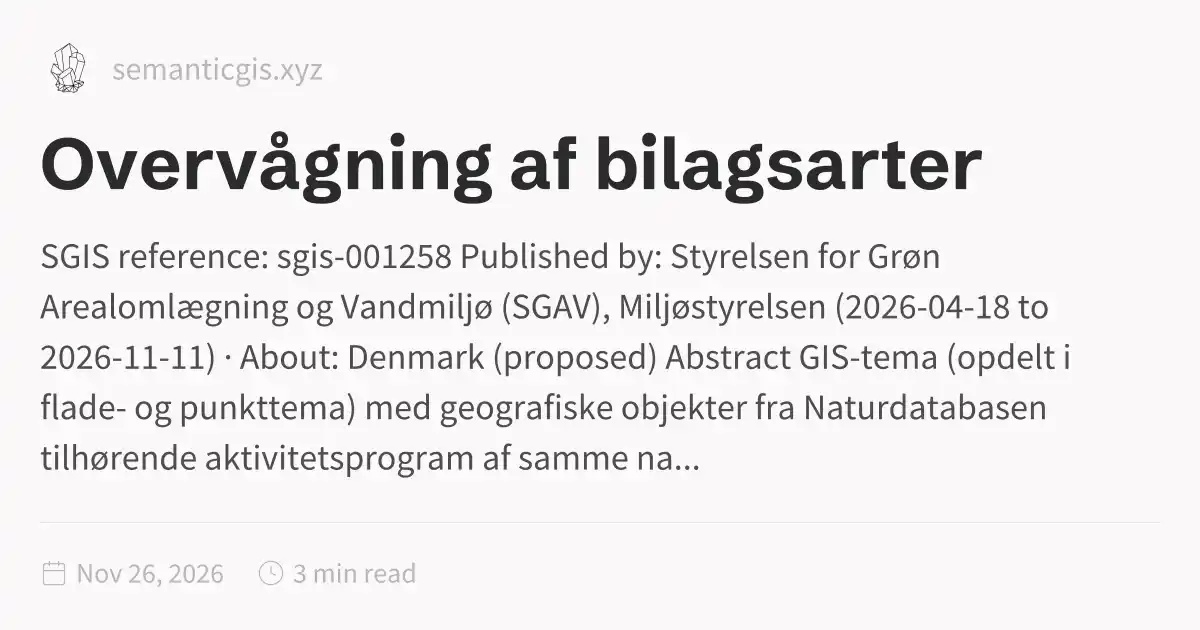 semanticgis.xyz
Overvågning af bilagsarter
SGIS reference: sgis-001258 Published by: Styrelsen for Grøn
Arealomlægning og Vandmiljø (SGAV), Miljøstyrelsen (2026-04-18 to
2026-11-11) · About: Denmark (proposed) Abstract GIS-tema (opdelt i
flade- og punkttema) med geografiske objekter fra Naturdatabasen
tilhørende aktivitetsprogram af samme na...
Nov 26, 2026 3 min read